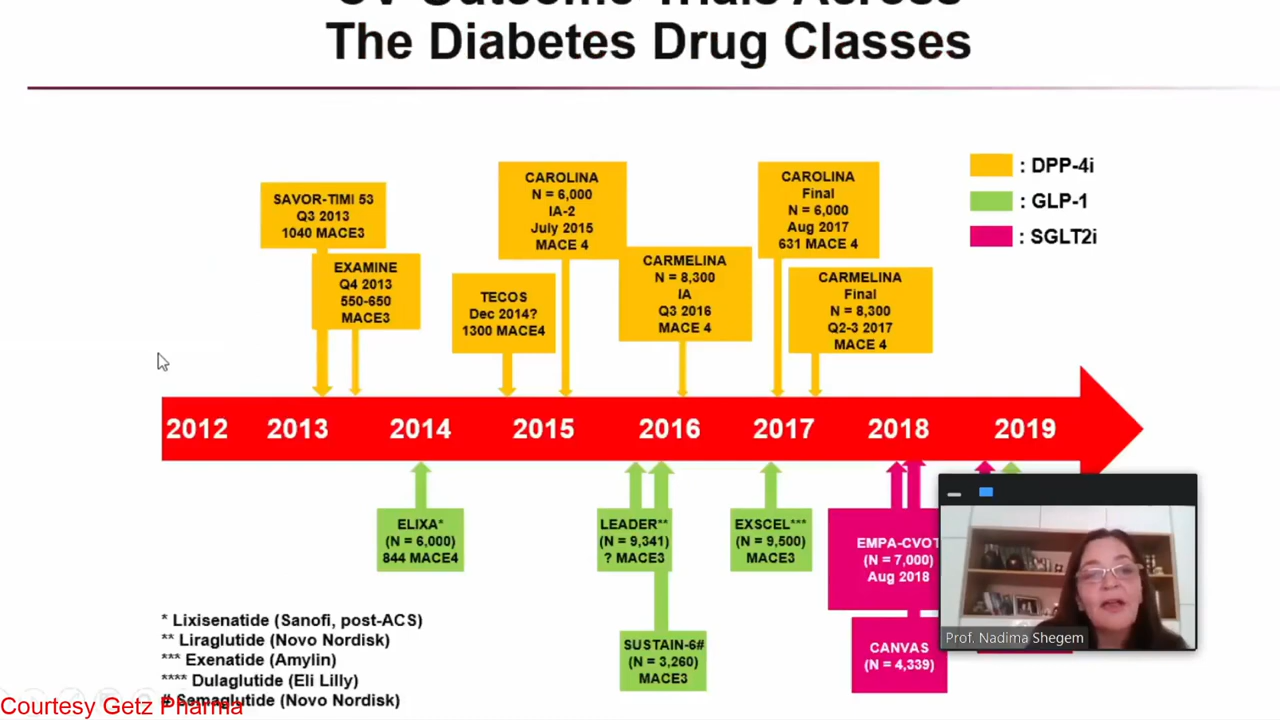 The Diabetes Drug Classes
: DPP-4i
: GLP-1
: SGLT2i
SAVOR-TIMI 53
Q3 2013
1040 MACE3
EXAMINE
Q4 2013
550-650
MACE3
TECOS
Dec 2014?
1300 MACE4
CAROLINA
N = 6,000
IA-2
July 2015
MACE 4
CARMELINA
N = 8,300
IA
Q3 2016
MACE 4
CAROLINA
Final
N = 6,000
Aug 2017
631 MACE 4
CARMELINA
Final
N = 8,300
Q2-3 2017
MACE 4
2012 2013 2014 2015 2016 2017 2018 2019
ELIXA*
(N = 6,000)
844 MACE4
LEADER**
(N = 9,341)
? MACE3
SUSTAIN-6#
(N = 3,260)
MACE3
EXSCEL***
(N = 9,500)
MACE3
EMPA-CVOT
(N = 7,000)
Aug 2018
CANVAS
(N = 4,339)
Prof. Nadima Shegem
* Lixisenatide (Sanofi, post-ACS)
** Liraglutide (Novo Nordisk)
*** Exenatide (Amylin)
**** Dulaglutide (Eli Lilly)
# Semaglutide (Novo Nordisk)
Courtesy Getz Pharma